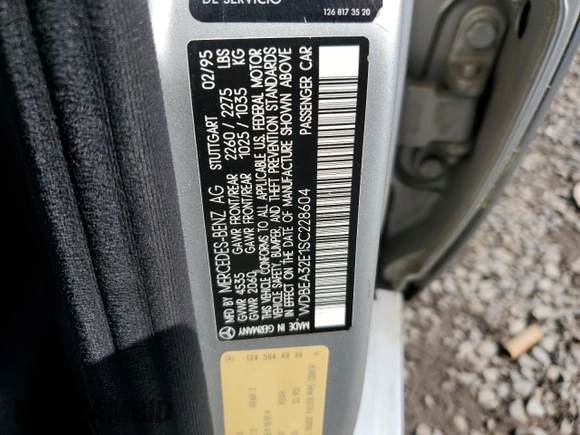 DE SERVICIO
126 817 35 20
MFD BY MERCEDES-BENZ AG STUTTGART 02/95
GVWR 4535 GAWR FRONT/REAR 2260 / 2275 LBS
GVWR 2060 GAWR FRONT/REAR 1025 / 1035 KG
THIS VEHICLE CONFORMS TO ALL APPLICABLE U.S. FEDERAL MOTOR
VEHICLE SAFETY, BUMPER, AND THEFT PREVENTION STANDARDS
IN EFFECT ON THE DATE OF MANUFACTURE SHOWN ABOVE
WDBEA32E1SC228604 PASSENGER CAR
MADE IN GERMANY
124 584 40 38